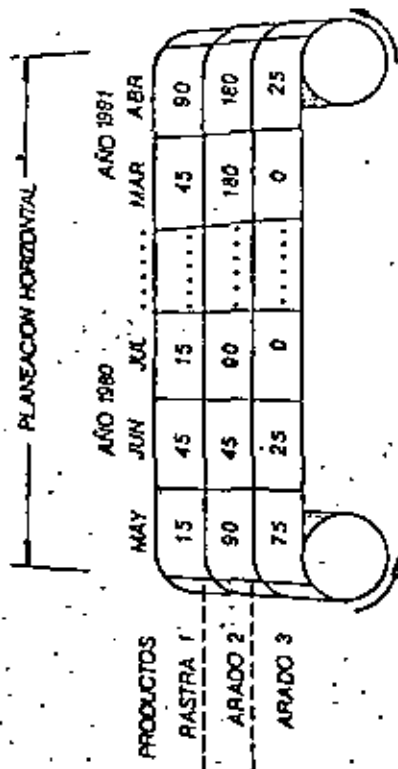 PLANEACION HORIZONTAL
AÑO 1980 AÑO 1981
PRODUCTOS MAY JUN JUL ....... MAR ABR
RASTRA 1 15 45 15 ...... 45 90
ARADO 2 90 45 90 ...... 180 180
ARADO 3 75 25 0 ...... 0 25